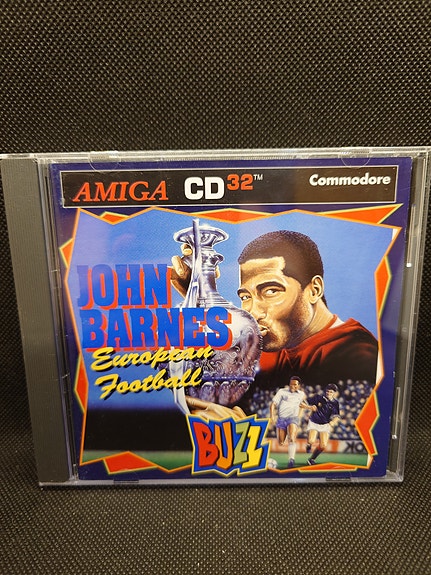 AMIGA CD32™ Commodore
JOHN
BARNES
European
Football
BUZZ